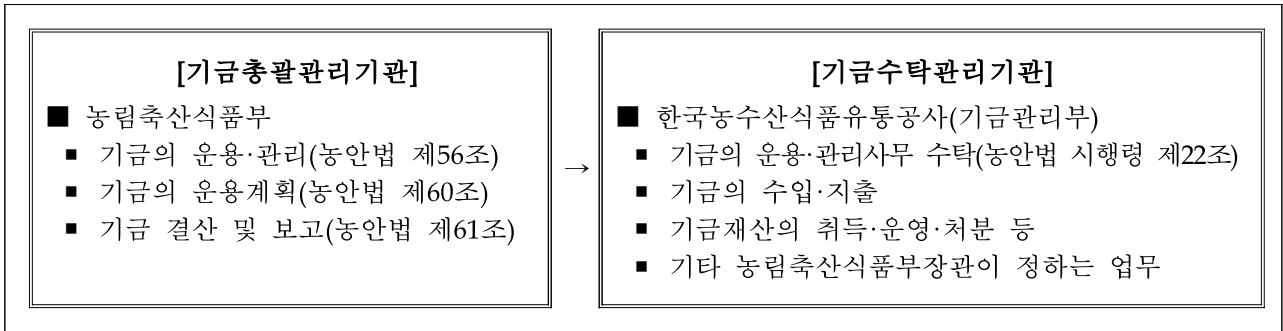 [기금총괄관리기관]
■ 농림축산식품부
▪ 기금의 운용·관리(농안법 제56조)
▪ 기금의 운용계획(농안법 제60조)
▪ 기금 결산 및 보고(농안법 제61조)
→
[기금수탁관리기관]
■ 한국농수산식품유통공사(기금관리부)
▪ 기금의 운용·관리사무 수탁(농안법 시행령 제22조)
▪ 기금의 수입·지출
▪ 기금재산의 취득·운영·처분 등
▪ 기타 농림축산식품부장관이 정하는 업무